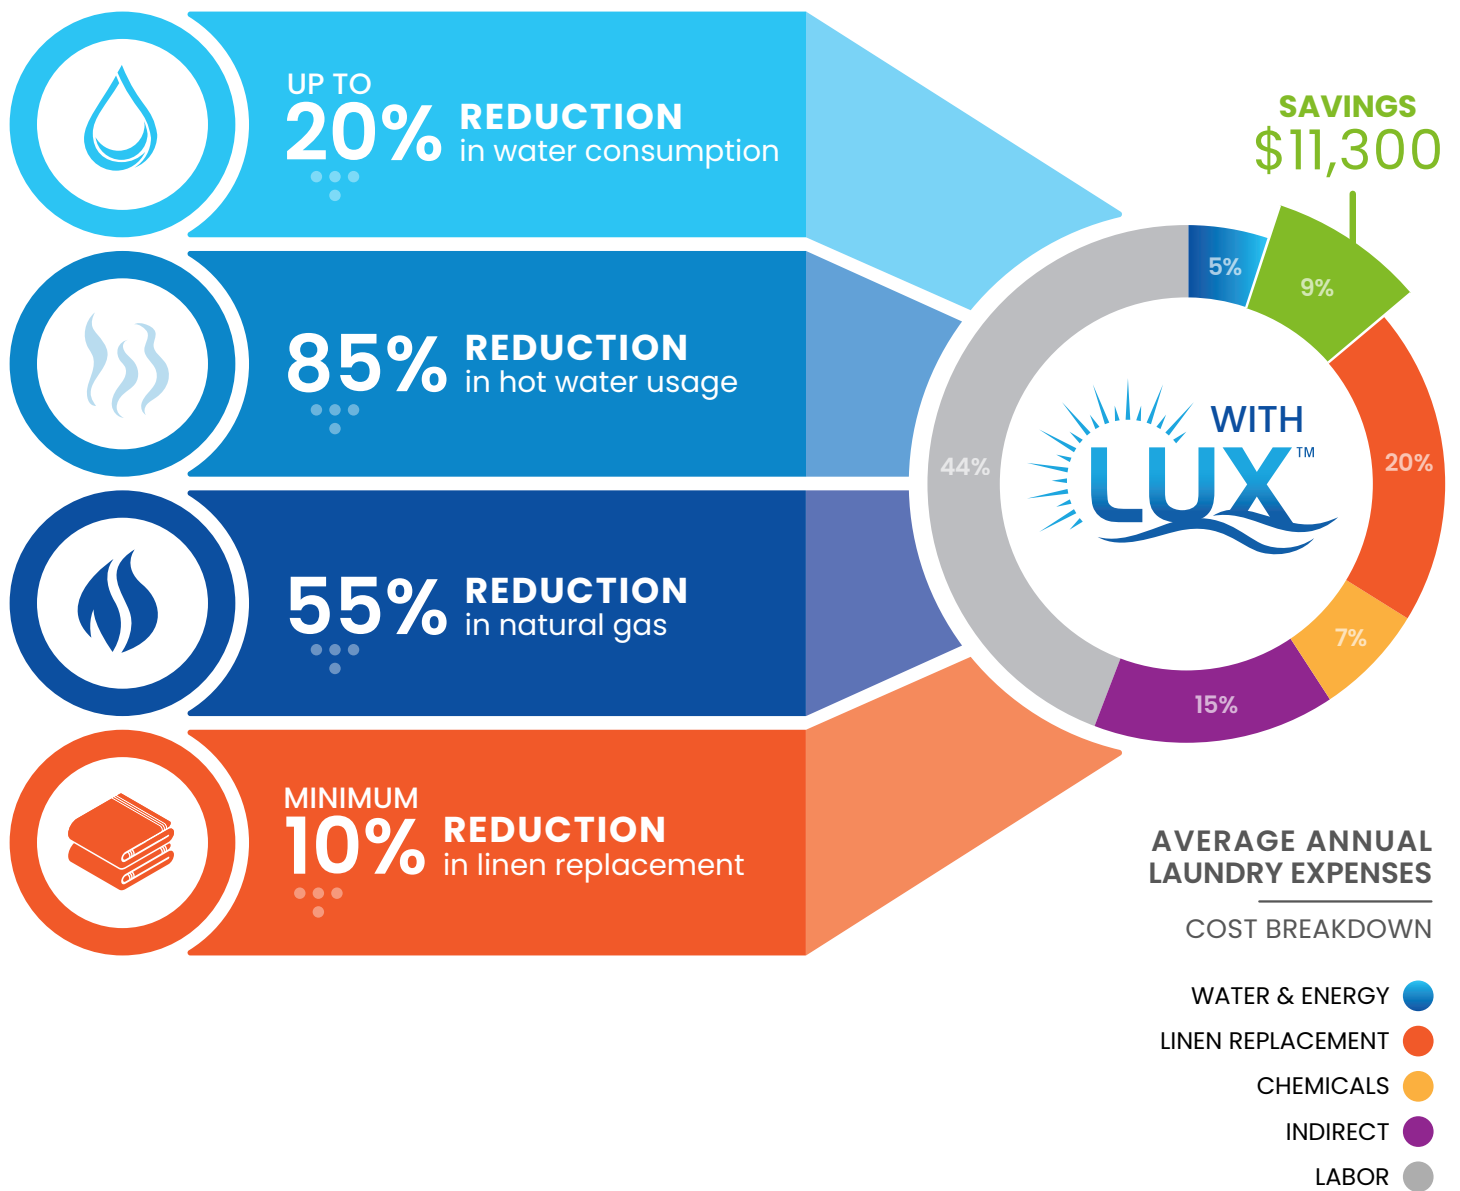 UP TO
20% REDUCTION
in water consumption
85% REDUCTION
in hot water usage
55% REDUCTION
in natural gas
MINIMUM
10% REDUCTION
in linen replacement
SAVINGS
$11,300
5%
9%
20%
7%
15%
44%
WITH
LUX™
AVERAGE ANNUAL
LAUNDRY EXPENSES
COST BREAKDOWN
WATER & ENERGY
LINEN REPLACEMENT
CHEMICALS
INDIRECT
LABOR